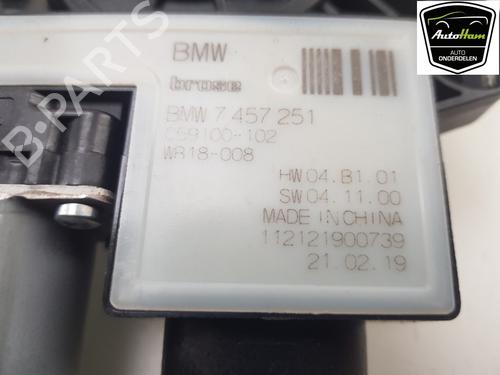 AutoHam
AUTO
ONDERDELEN
BMW
brose
BMW 7 457 251
C59100-102
WR18-008
HW 04.B1.01
SW 04.11.00
MADE IN CHINA
112121900739
21.02.19
B-PARTS